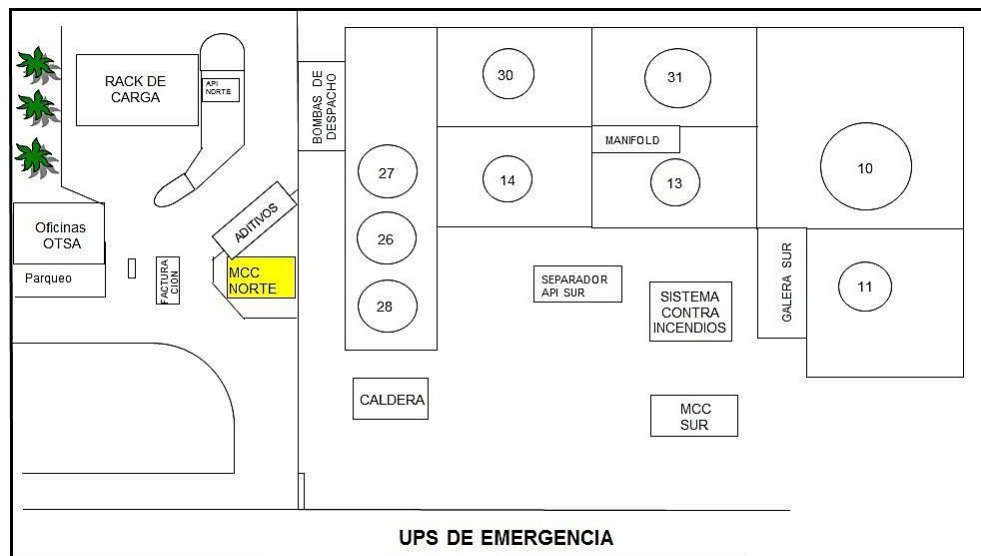 RACK DE
CARGA
API
NORTE
BOMBAS DE
DESPACHO
30
31
MANIFOLD
27
14
13
10
26
28
ADITIVOS
Oficinas
OTSA
Parqueo
FACTURA
CION
MCC
NORTE
SEPARADOR
API SUR
SISTEMA
CONTRA
INCENDIOS
GALERA SUR
11
CALDERA
MCC
SUR
UPS DE EMERGENCIA